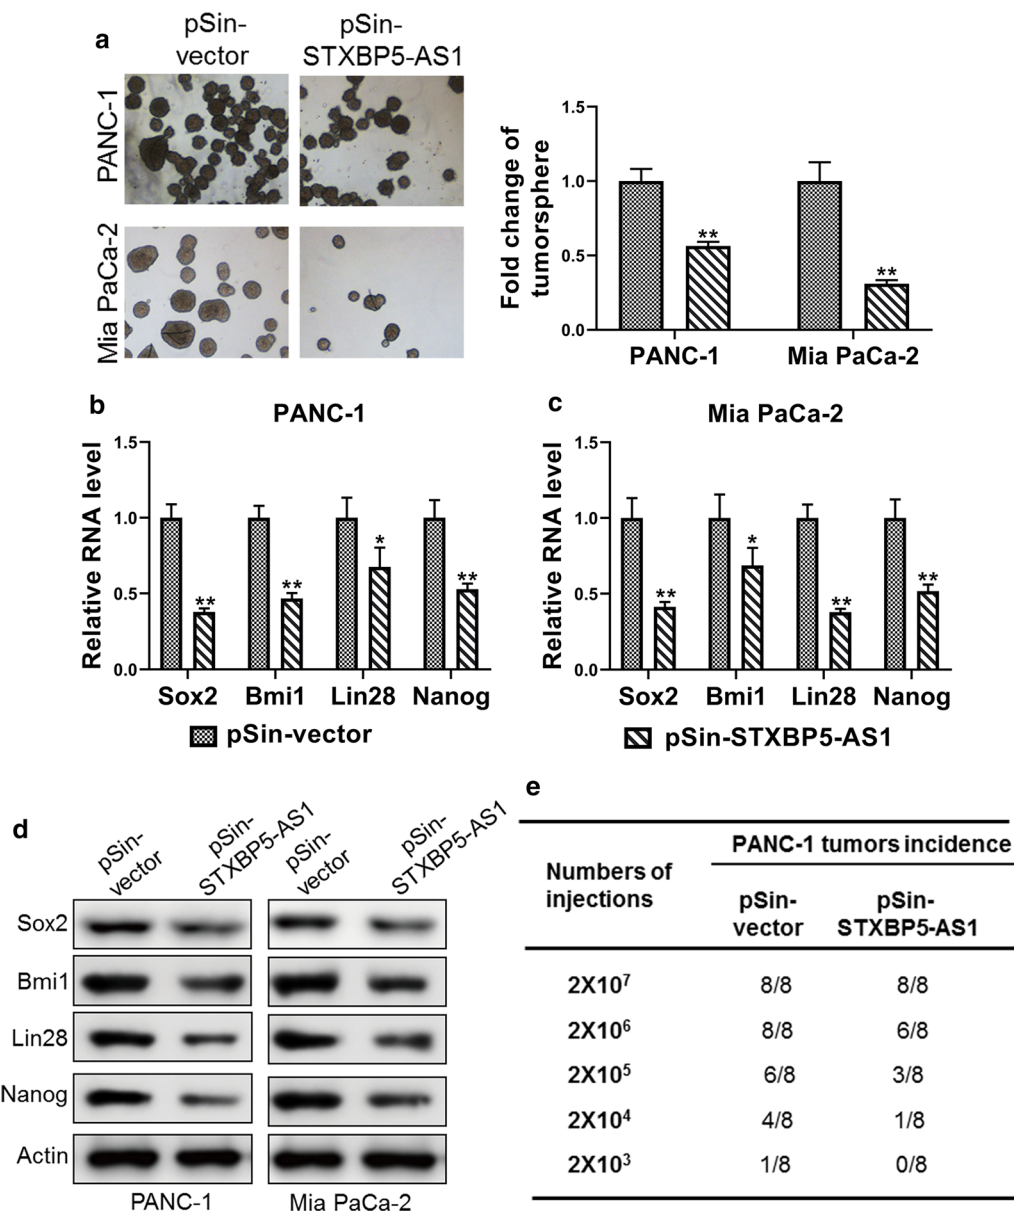 a
pSin-
vector
pSin-
STXBP5-AS1
PANC-1
Mia PaCa-2
Fold change of
tumorsphere
1.5
1.0
0.5
0.0
**
**
PANC-1
Mia PaCa-2
b
PANC-1
Relative RNA level
1.5
1.0
0.5
0.0
**
**
*
**
Sox2 Bmi1 Lin28 Nanog
c
Mia PaCa-2
Relative RNA level
1.5
1.0
0.5
0.0
**
*
**
**
Sox2 Bmi1 Lin28 Nanog
pSin-vector
pSin-STXBP5-AS1
d
pSin-
vector
pSin-
STXBP5-AS1
pSin-
vector
pSin-
STXBP5-AS1
Sox2
Bmi1
Lin28
Nanog
Actin
PANC-1
Mia PaCa-2
e
Numbers of
injections
PANC-1 tumors incidence
pSin-
vector
pSin-
STXBP5-AS1
2X10⁷ 8/8 8/8
2X10⁶ 8/8 6/8
2X10⁵ 6/8 3/8
2X10⁴ 4/8 1/8
2X10³ 1/8 0/8